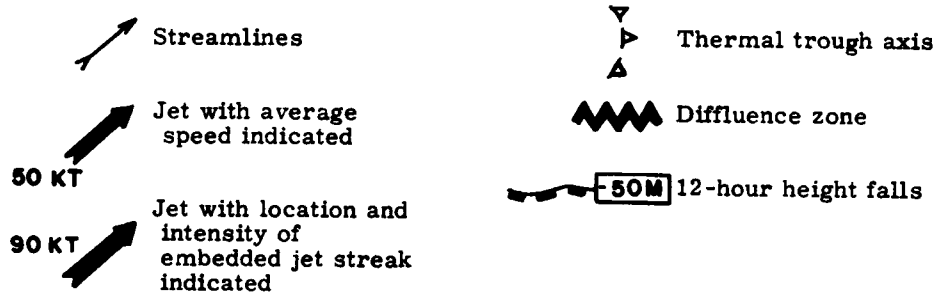 Streamlines
Jet with average
speed indicated
50 KT
Jet with location and
intensity of
embedded jet streak
indicated
90 KT
Thermal trough axis
Diffluence zone
50M
12-hour height falls